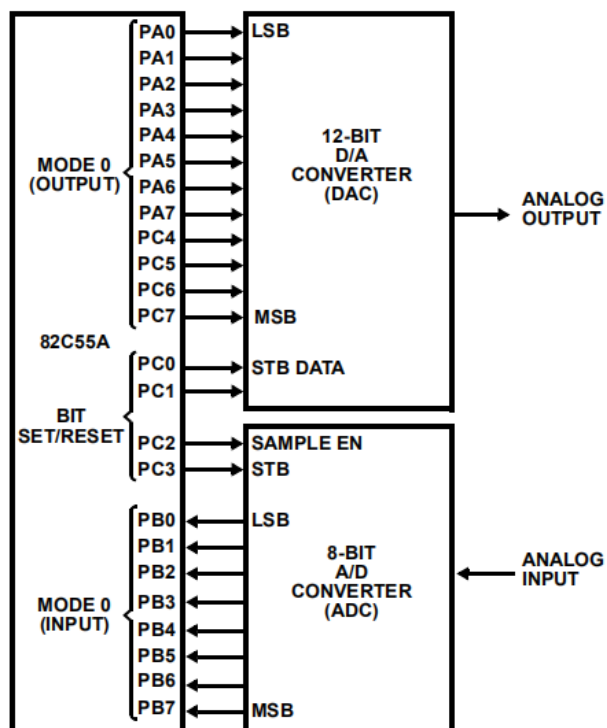 PA0
PA1
PA2
PA3
PA4
PA5
PA6
PA7
PC4
PC5
PC6
PC7
MODE 0
(OUTPUT)
82C55A
PC0
PC1
PC2
PC3
BIT
SET/RESET
PB0
PB1
PB2
PB3
PB4
PB5
PB6
PB7
MODE 0
(INPUT)
LSB
12-BIT
D/A
CONVERTER
(DAC)
MSB
STB DATA
ANALOG
OUTPUT
SAMPLE EN
STB
LSB
8-BIT
A/D
CONVERTER
(ADC)
MSB
ANALOG
INPUT